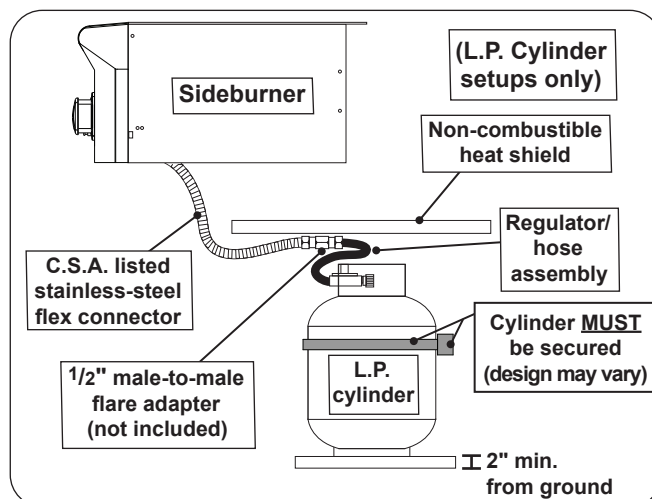 Sideburner
(L.P. Cylinder
setups only)
Non-combustible
heat shield
Regulator/
hose
assembly
C.S.A. listed
stainless-steel
flex connector
Cylinder MUST
be secured
(design may vary)
1/2" male-to-male
flare adapter
(not included)
L.P.
cylinder
2" min.
from ground